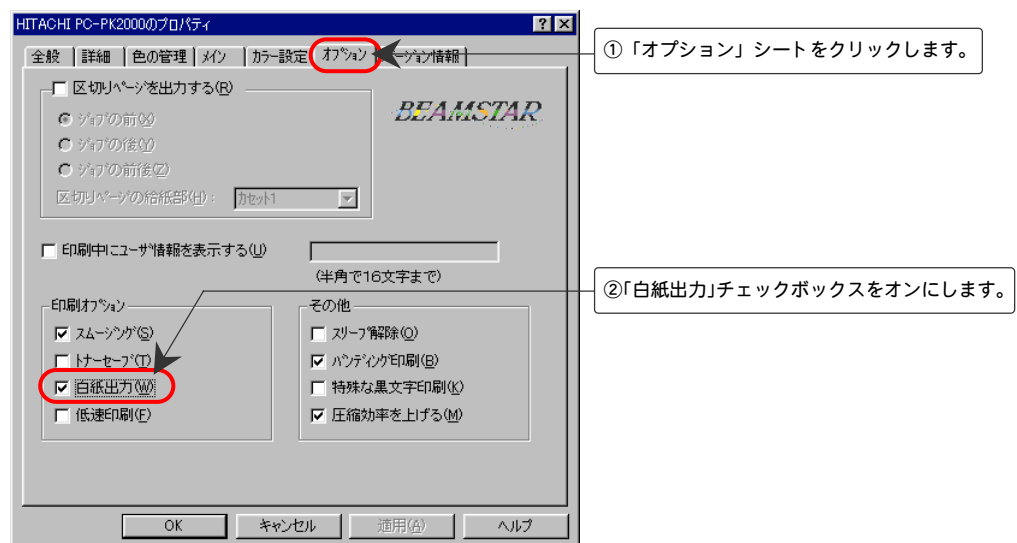 HITACHI PC-PK2000のプロパティ
全般 詳細 色の管理 メイン カラー設定 オプション ージョン情報
①「オプション」シートをクリックします。
区切りページを出力する(R)
BEAMSTAR
ジョブの前(X)
ジョブの後(Y)
ジョブの前後(Z)
区切りページの給紙部(H): カセット1
印刷中にユーザ情報を表示する(U)
(半角で16文字まで)
②「白紙出力」チェックボックスをオンにします。
印刷オプション
スムージング(S)
トナーセーブ(T)
白紙出力(W)
低速印刷(F)
その他
スリープ解除(O)
バンディング印刷(B)
特殊な黒文字印刷(K)
圧縮効率を上げる(M)
OK キャンセル 適用(A) ヘルプ